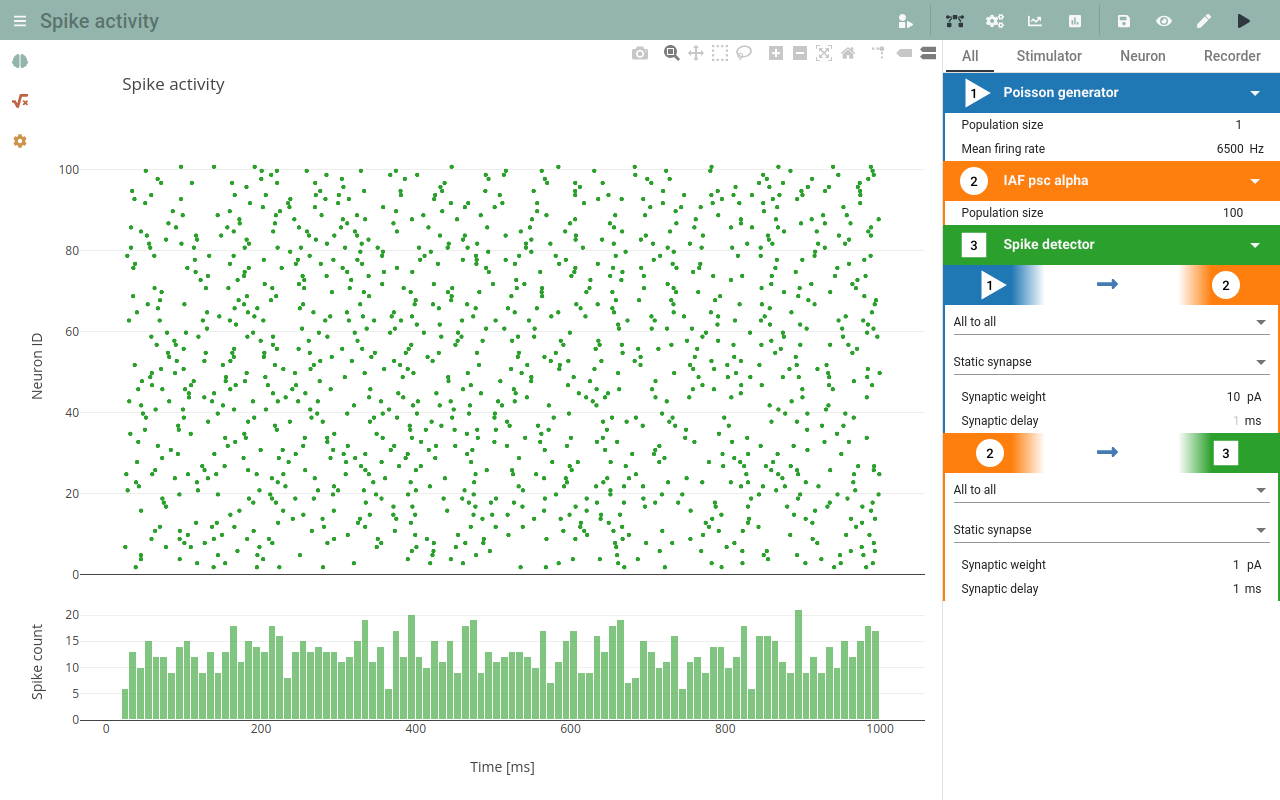 Spike activity
All Stimulator Neuron Recorder
Spike activity
100
80
60
40
20
0
Neuron ID
20
15
10
5
0
Spike count
0 200 400 600 800 1000
Time [ms]
1 Poisson generator
Population size 1
Mean firing rate 6500 Hz
2 IAF psc alpha
Population size 100
3 Spike detector
1 2
All to all
Static synapse
Synaptic weight 10 pA
Synaptic delay 1 ms
2 3
All to all
Static synapse
Synaptic weight 1 pA
Synaptic delay 1 ms